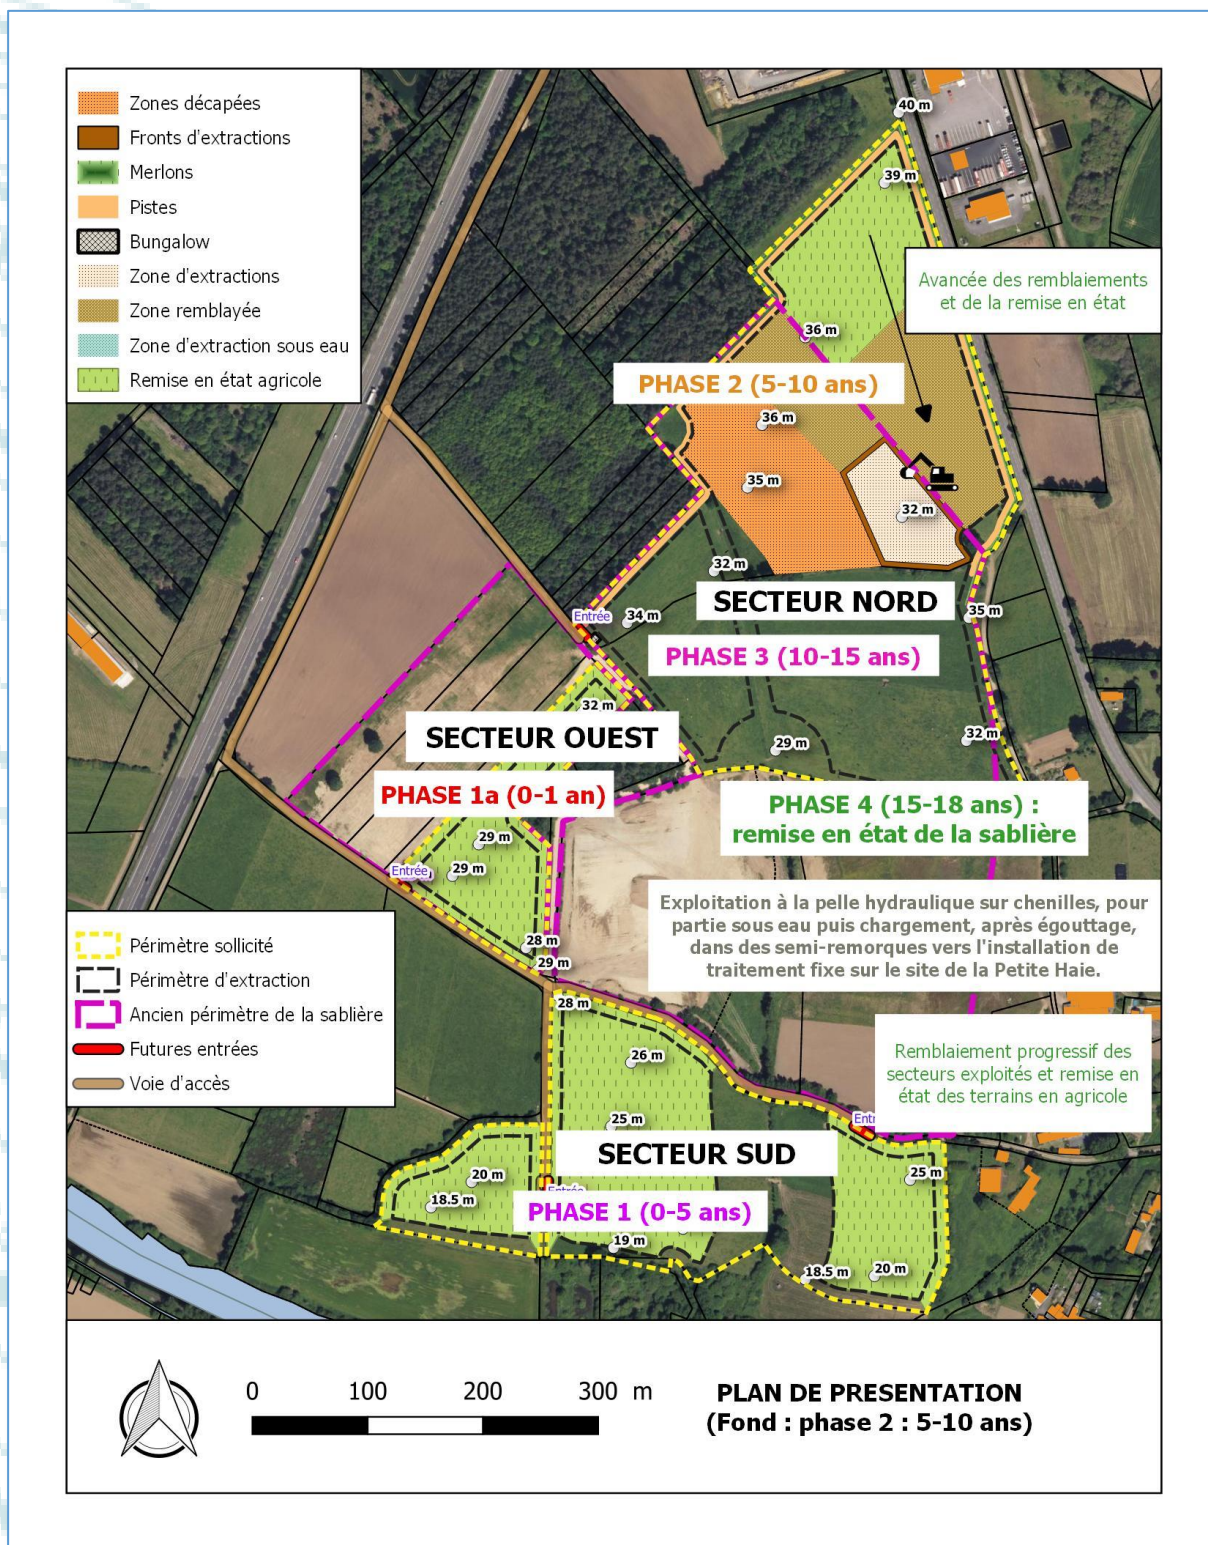 Zones décapées
Fronts d'extractions
Merlons
Pistes
Bungalow
Zone d'extractions
Zone remblayée
Zone d'extraction sous eau
Remise en état agricole
40 m
39 m
Avancée des remblaiements
et de la remise en état
36 m
PHASE 2 (5-10 ans)
36 m
35 m
32 m
32 m
SECTEUR NORD
Entrée
34 m
35 m
PHASE 3 (10-15 ans)
32 m
SECTEUR OUEST
32 m
29 m
PHASE 1a (0-1 an)
PHASE 4 (15-18 ans) :
remise en état de la sablière
29 m
Entrée
29 m
Exploitation à la pelle hydraulique sur chenilles, pour
partie sous eau puis chargement, après égouttage,
dans des semi-remorques vers l'installation de
traitement fixe sur le site de la Petite Haie.
28 m
29 m
Périmètre sollicité
Périmètre d'extraction
Ancien périmètre de la sablière
Futures entrées
Voie d'accès
28 m
26 m
Remblaiement progressif des
secteurs exploités et remise en
état des terrains en agricole
25 m
Entr
SECTEUR SUD
20 m
25 m
18.5 m
Entrée
PHASE 1 (0-5 ans)
19 m
18.5 m
20 m
0 100 200 300 m
PLAN DE PRESENTATION
(Fond : phase 2 : 5-10 ans)